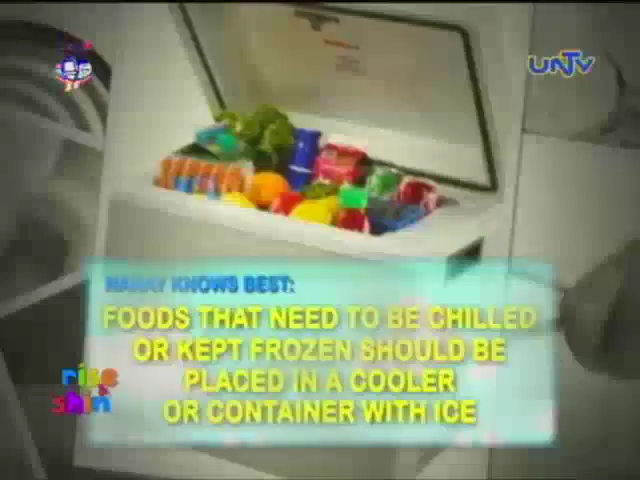 UNTV
NANAY KNOWS BEST:
FOODS THAT NEED TO BE CHILLED
OR KEPT FROZEN SHOULD BE
PLACED IN A COOLER
OR CONTAINER WITH ICE
rise
shin